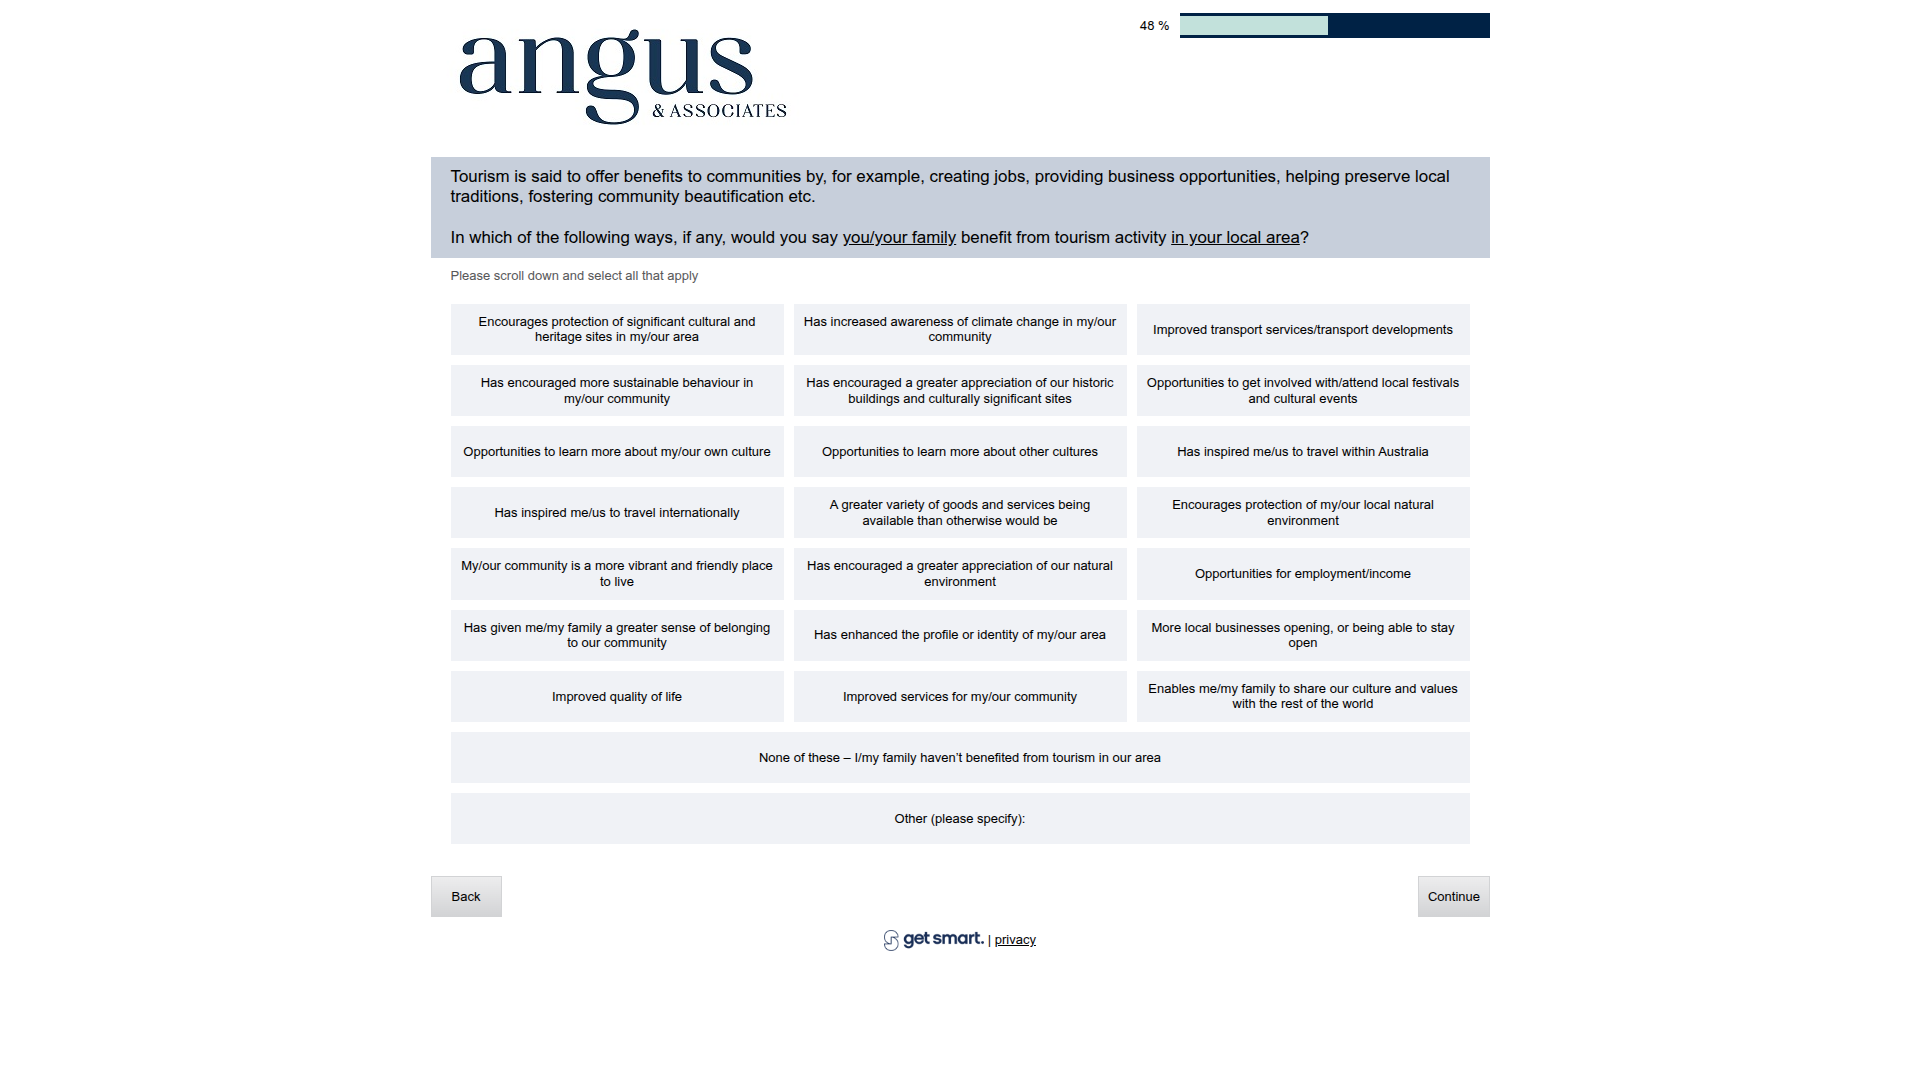 48 %
angus
& ASSOCIATES
Tourism is said to offer benefits to communities by, for example, creating jobs, providing business opportunities, helping preserve local
traditions, fostering community beautification etc.
In which of the following ways, if any, would you say you/your family benefit from tourism activity in your local area?
Please scroll down and select all that apply
Encourages protection of significant cultural and
heritage sites in my/our area
Has increased awareness of climate change in my/our
community
Improved transport services/transport developments
Has encouraged more sustainable behaviour in
my/our community
Has encouraged a greater appreciation of our historic
buildings and culturally significant sites
Opportunities to get involved with/attend local festivals
and cultural events
Opportunities to learn more about my/our own culture
Opportunities to learn more about other cultures
Has inspired me/us to travel within Australia
Has inspired me/us to travel internationally
A greater variety of goods and services being
available than otherwise would be
Encourages protection of my/our local natural
environment
My/our community is a more vibrant and friendly place
to live
Has encouraged a greater appreciation of our natural
environment
Opportunities for employment/income
Has given me/my family a greater sense of belonging
to our community
Has enhanced the profile or identity of my/our area
More local businesses opening, or being able to stay
open
Improved quality of life
Improved services for my/our community
Enables me/my family to share our culture and values
with the rest of the world
None of these – I/my family haven’t benefited from tourism in our area
Other (please specify):
Back
Continue
get smart. | privacy